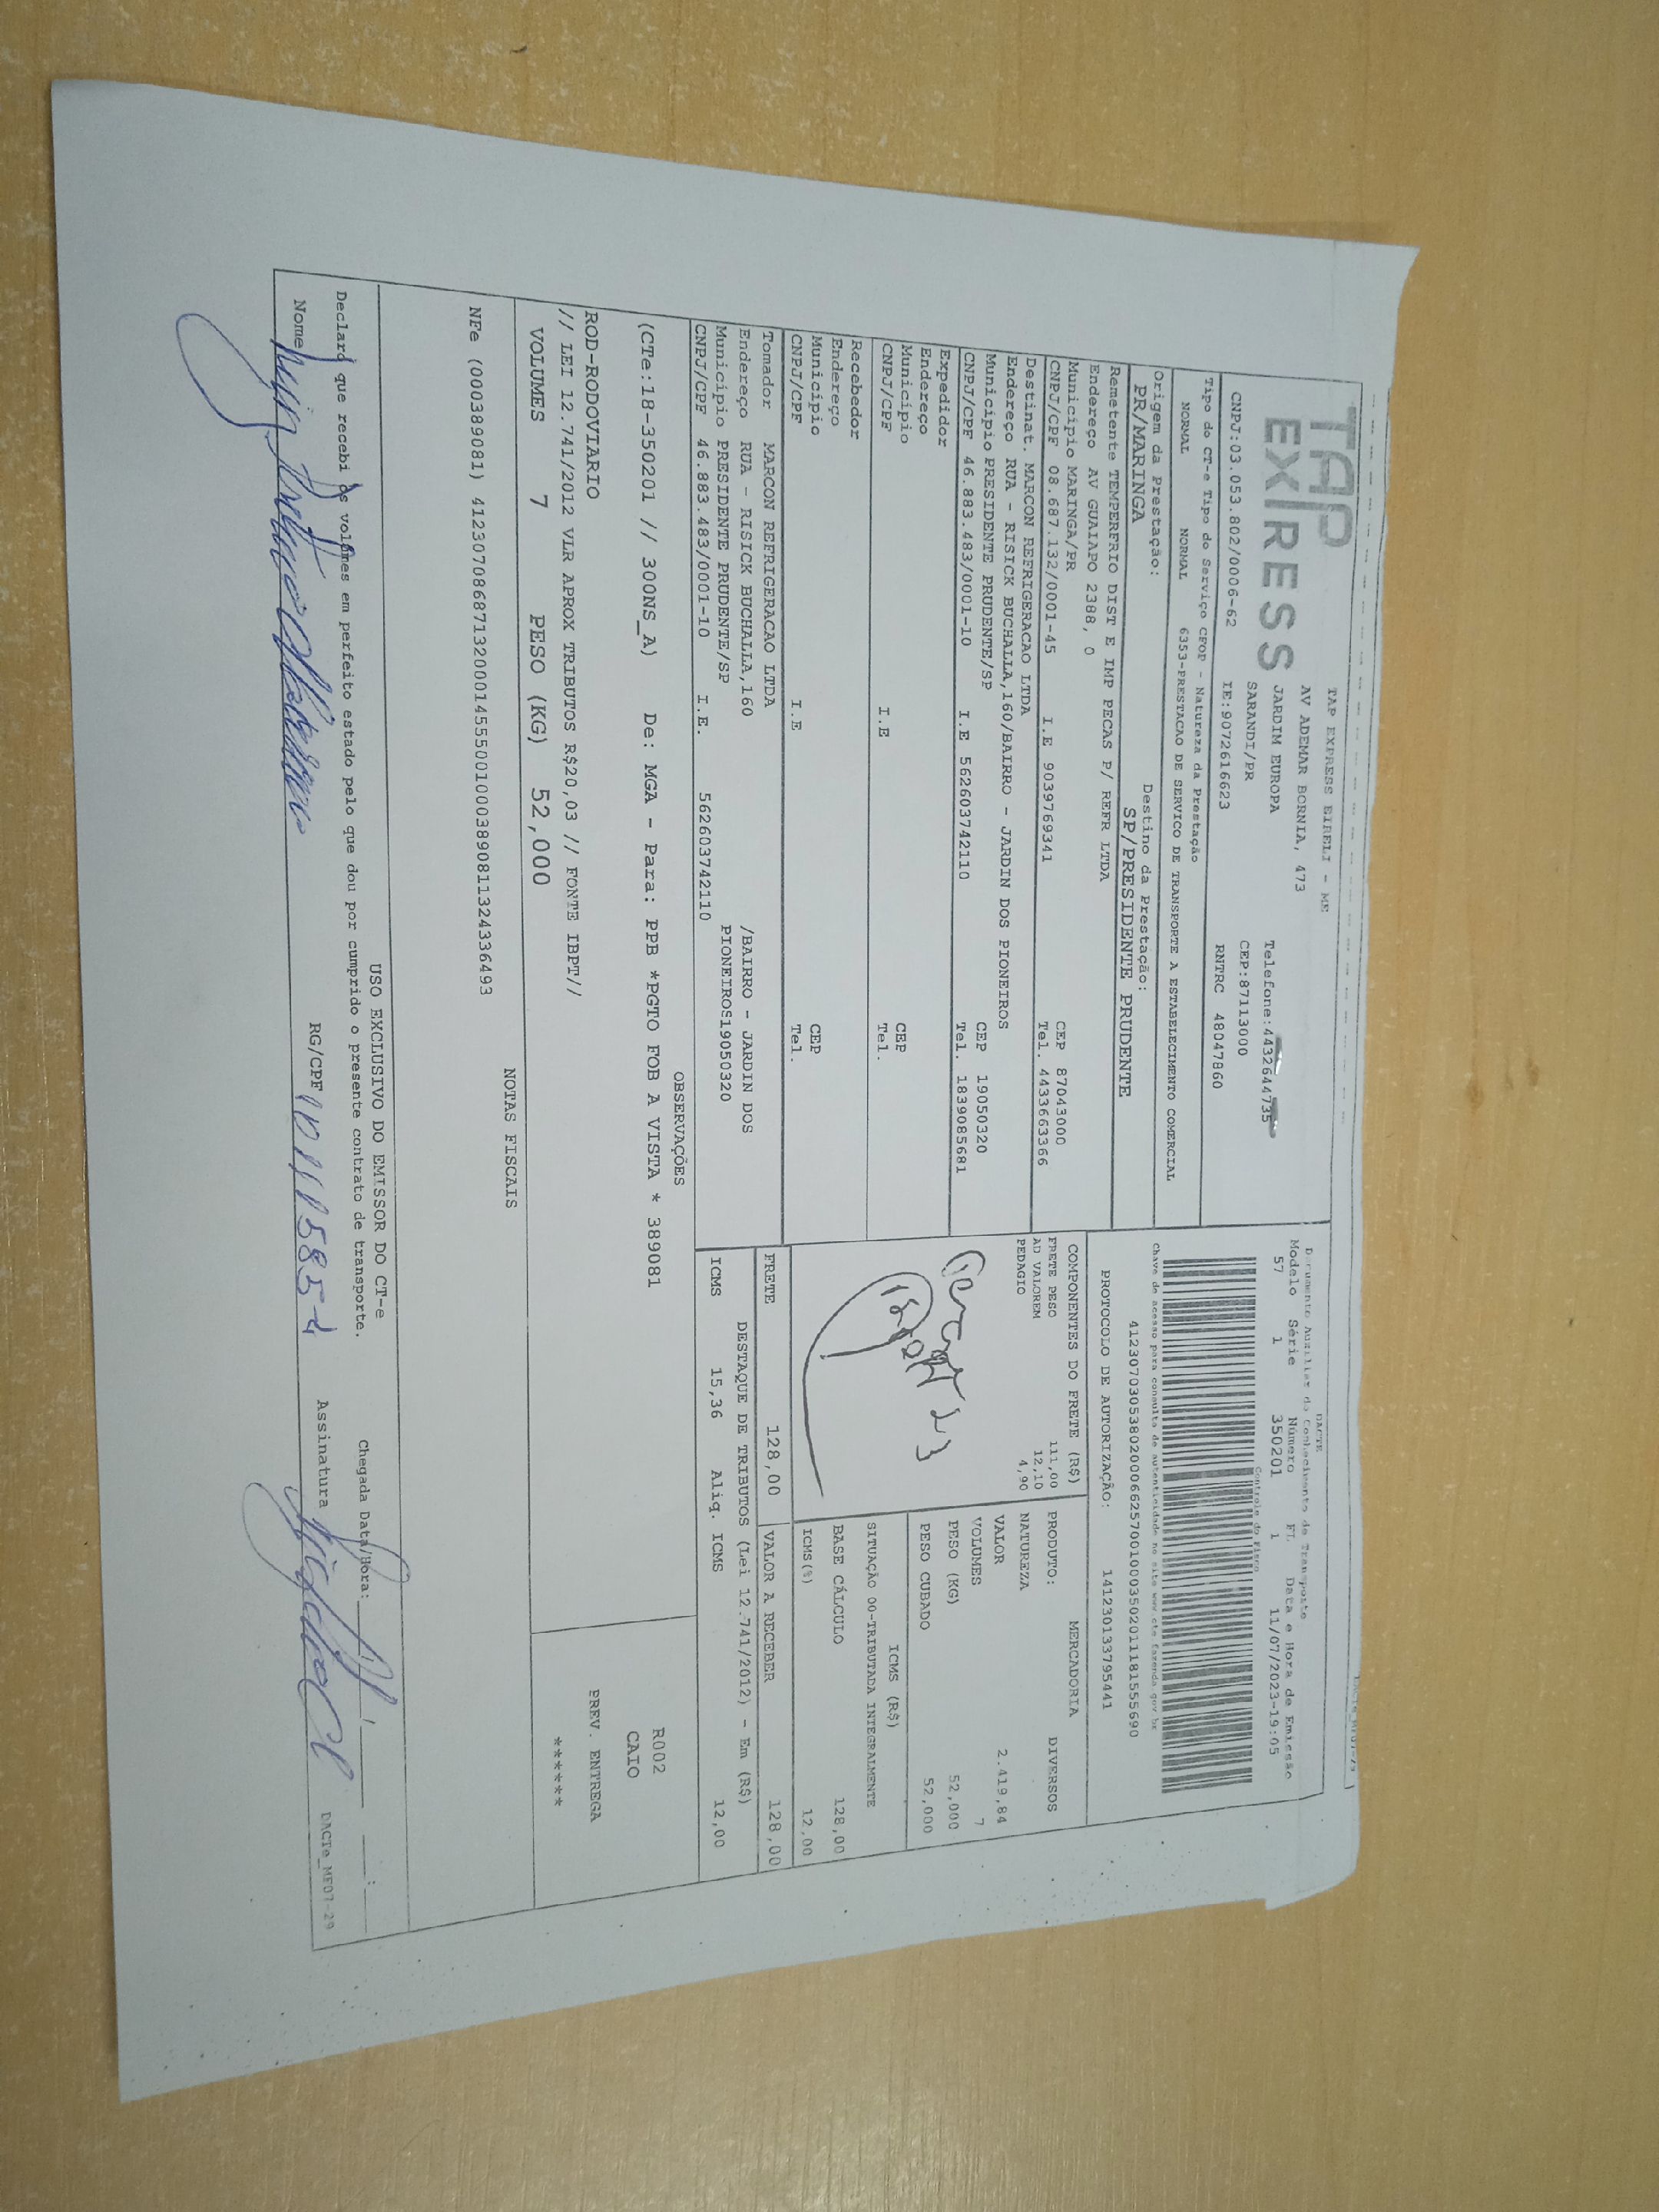 TAP
EX|RESS
TAP EXPRESS EIRELI - ME
AV ADEMAR BORNIA, 473
JARDIM EUROPA
SARANDI/PR
Telefone:4432644735
CEP:87113000
CNPJ:03.053.802/0006-62
IE:9072616623
RNTRC 48047860
DACTE
Documento Auxiliar do Conhecimento de Transporte
Modelo Série Número FL Data e Hora de Emissão
57 1 350201 1 11/07/2023-19:05
Controle do Fisco
Tipo do CT-e Tipo do Serviço CFOP - Natureza da Prestação
NORMAL NORMAL 6353-PRESTACAO DE SERVICO DE TRANSPORTE A ESTABELECIMENTO COMERCIAL
Chave de acesso para consulta de autenticidade no site www.cte.fazenda.gov.br
41230703053802000662570010003502011181555690
PROTOCOLO DE AUTORIZAÇÃO: 141230133795441
Origem da Prestação: Destino da Prestação:
PR/MARINGA SP/PRESIDENTE PRUDENTE
Remetente TEMPERFRIO DIST E IMP PECAS P/ REFR LTDA
Endereço AV GUAIAPO 2388, 0
Município MARINGA/PR CEP 87043000
CNPJ/CPF 08.687.132/0001-45 I.E 9039769341 Tel. 4433663366
Destinat. MARCON REFRIGERACAO LTDA
Endereço RUA - RISICK BUCHALLA,160/BAIRRO - JARDIN DOS PIONEIROS
Município PRESIDENTE PRUDENTE/SP CEP 19050320
CNPJ/CPF 46.883.483/0001-10 I.E 562603742110 Tel. 1839085681
Expedidor
Endereço
Município CEP
CNPJ/CPF I.E Tel.
Recebedor
Endereço
Município CEP
CNPJ/CPF I.E Tel.
Tomador MARCON REFRIGERACAO LTDA
Endereço RUA - RISICK BUCHALLA,160 /BAIRRO - JARDIN DOS
Município PRESIDENTE PRUDENTE/SP PIONEIROS19050320
CNPJ/CPF 46.883.483/0001-10 I.E. 562603742110
COMPONENTES DO FRETE (R$)
FRETE PESO 111,00
AD VALOREM 12,10
PEDAGIO 4,90
PRODUTO: MERCADORIA
NATUREZA DIVERSOS
VALOR 2.419,84
VOLUMES 7
PESO (KG) 52,000
PESO CUBADO 52,000
ICMS (R$)
SITUAÇÃO 00-TRIBUTADA INTEGRALMENTE
BASE CÁLCULO 128,00
ICMS(%) 12,00
FRETE 128,00 VALOR A RECEBER 128,00
DESTAQUE DE TRIBUTOS (Lei 12.741/2012) - Em (R$)
ICMS 15,36 Aliq. ICMS 12,00
OBSERVAÇÕES
(CTe:18-350201 // 300NS_A) De: MGA - Para: PPB *PGTO FOB A VISTA * 389081
R002
CAIO
ROD-RODOVIARIO
// LEI 12.741/2012 VLR APROX TRIBUTOS R$20,03 // FONTE IBPT//
VOLUMES 7 PESO (KG) 52,000
PREV. ENTREGA
******
NOTAS FISCAIS
NFe (000389081) 41230708687132000145550010003890811324336493
USO EXCLUSIVO DO EMISSOR DO CT-e
Declaro que recebi os volumes em perfeito estado pelo que dou por cumprido o presente contrato de transporte.
Chegada Data/Hora:
Nome RG/CPF Assinatura
DACTe_MF07-29